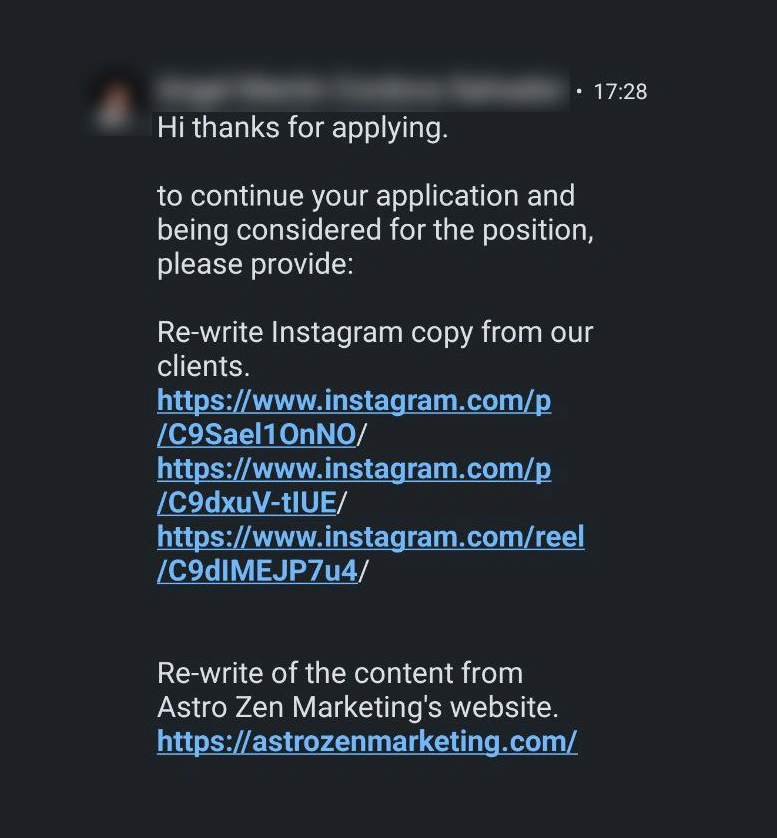 • 17:28
Hi thanks for applying.
to continue your application and
being considered for the position,
please provide:
Re-write Instagram copy from our
clients.
https://www.instagram.com/p
/C9Sael1OnNO/
https://www.instagram.com/p
/C9dxuV-tIUE/
https://www.instagram.com/reel
/C9dIMEJP7u4/
Re-write of the content from
Astro Zen Marketing's website.
https://astrozenmarketing.com/